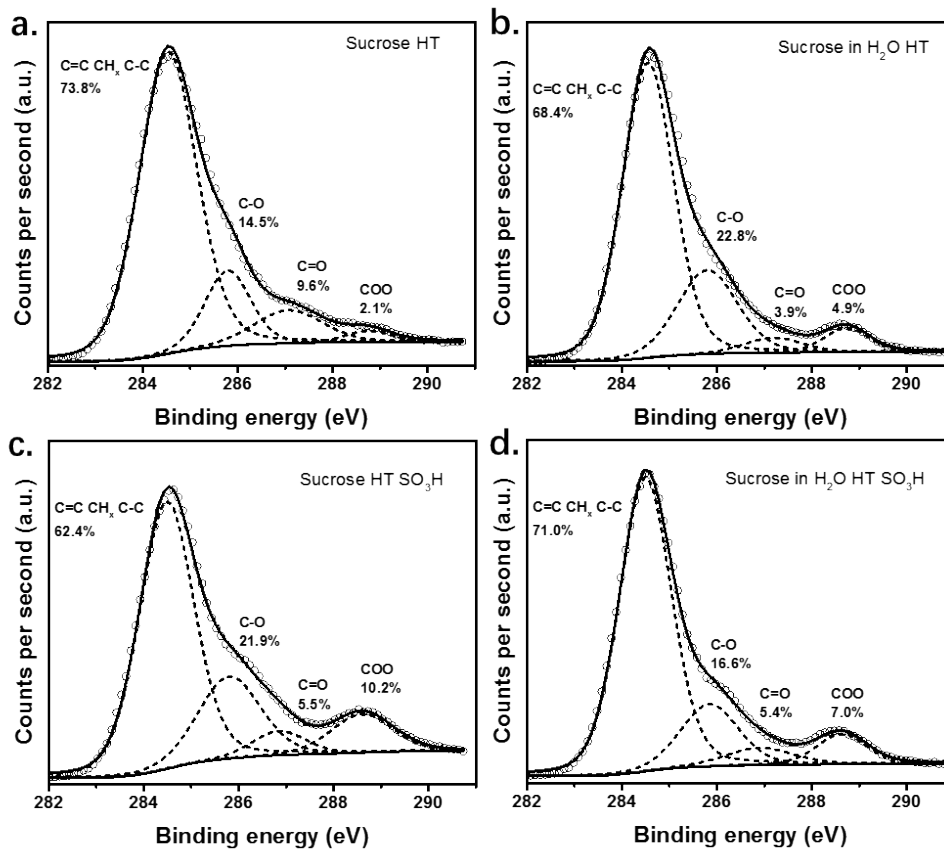 a.
Sucrose HT
C=C CHₓ C-C
73.8%
C-O
14.5%
C=O
9.6%
COO
2.1%
Counts per second (a.u.)
282 284 286 288 290
Binding energy (eV)
b.
Sucrose in H₂O HT
C=C CHₓ C-C
68.4%
C-O
22.8%
C=O
3.9%
COO
4.9%
Counts per second (a.u.)
282 284 286 288 290
Binding energy (eV)
c.
Sucrose HT SO₃H
C=C CHₓ C-C
62.4%
C-O
21.9%
C=O
5.5%
COO
10.2%
Counts per second (a.u.)
282 284 286 288 290
Binding energy (eV)
d.
Sucrose in H₂O HT SO₃H
C=C CHₓ C-C
71.0%
C-O
16.6%
C=O
5.4%
COO
7.0%
Counts per second (a.u.)
282 284 286 288 290
Binding energy (eV)